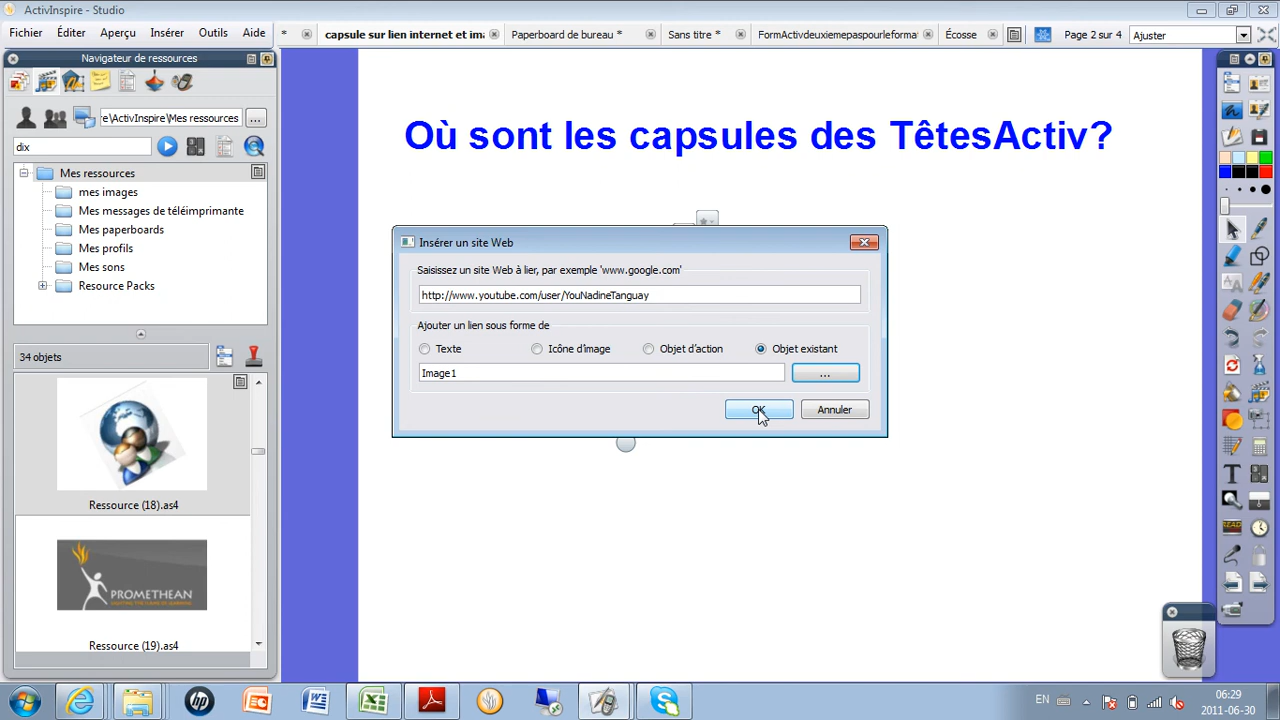 ActivInspire - Studio
Fichier Éditer Aperçu Insérer Outils Aide
* capsule sur lien internet et ima Paperboard de bureau * Sans titre * FormActivdeuxiemepaspourleformat Écosse Page 2 sur 4 Ajuster
Navigateur de ressources
re\ActivInspire\Mes ressources ...
dix
Mes ressources
mes images
Mes messages de téléimprimante
Mes paperboards
Mes profils
Mes sons
Resource Packs
34 objets
Ressource (18).as4
PROMETHEAN
Ressource (19).as4
Où sont les capsules des TêtesActiv?
Insérer un site Web
Saisissez un site Web à lier, par exemple 'www.google.com'
http://www.youtube.com/user/YouNadineTanguay
Ajouter un lien sous forme de
Texte Icône d'image Objet d'action Objet existant
Image1 ...
OK Annuler
EN 06:29
2011-06-30